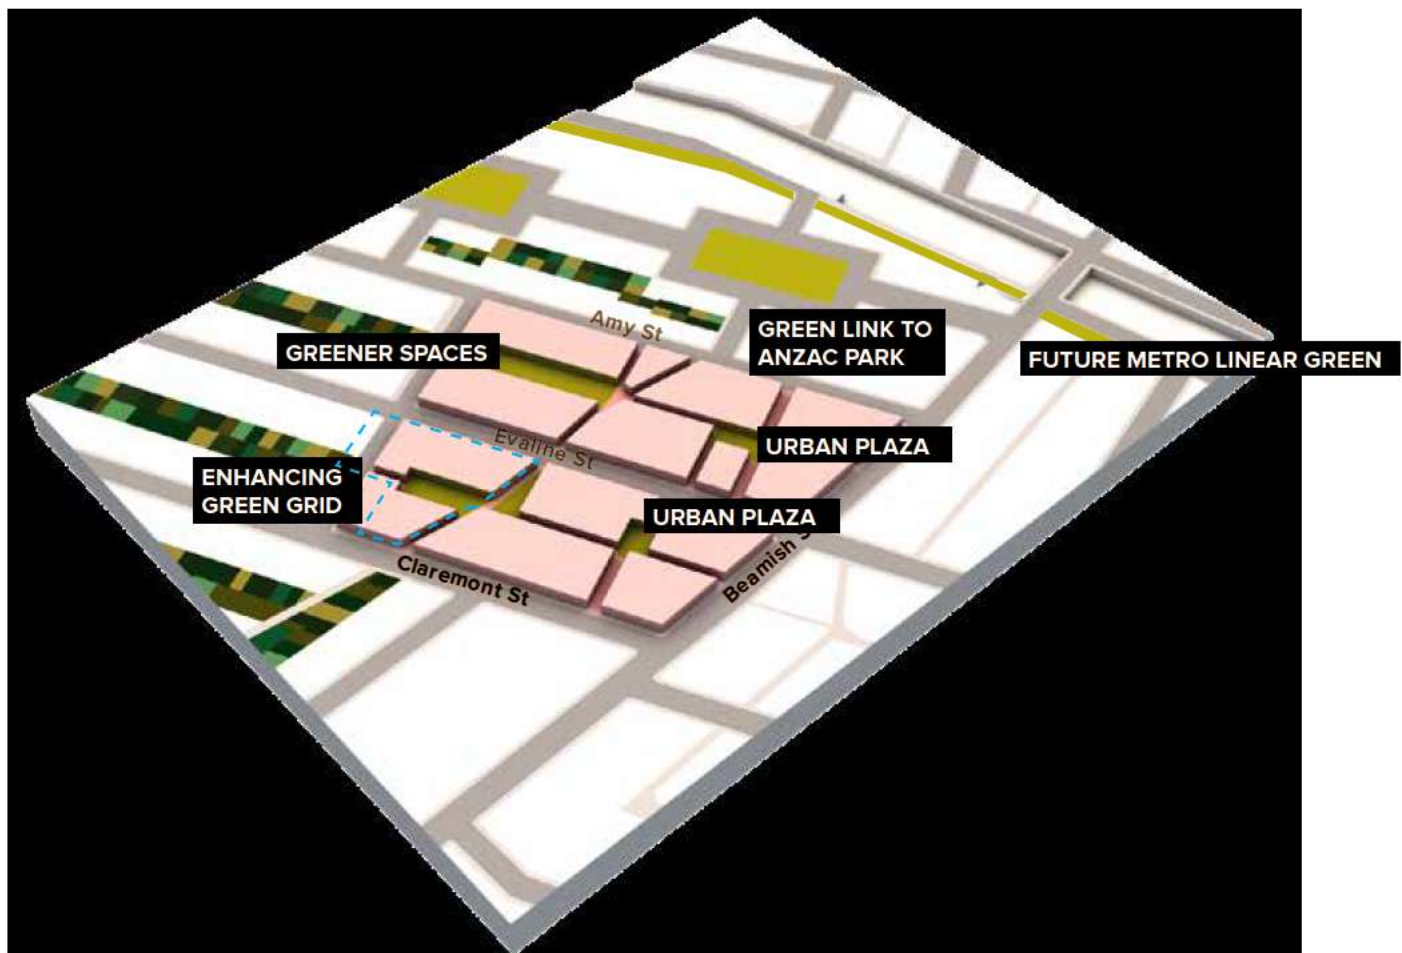 Amy St
GREEN LINK TO
ANZAC PARK
GREENER SPACES
FUTURE METRO LINEAR GREEN
Evaline St
URBAN PLAZA
ENHANCING
GREEN GRID
URBAN PLAZA
Claremont St
Beamish S